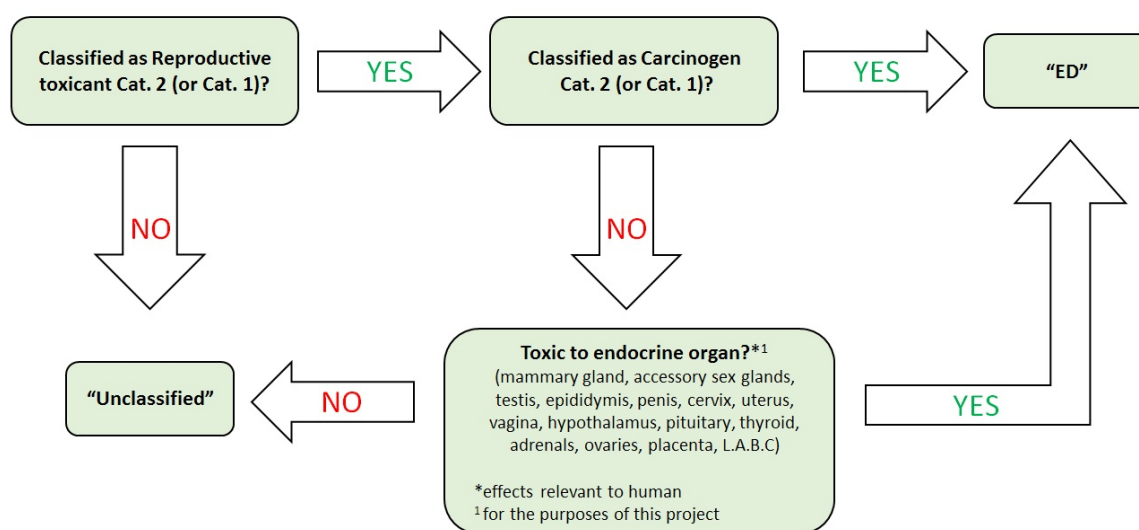 Classified as Reproductive
toxicant Cat. 2 (or Cat. 1)?
YES
Classified as Carcinogen
Cat. 2 (or Cat. 1)?
YES
“ED”
NO
NO
“Unclassified”
NO
Toxic to endocrine organ?*1
(mammary gland, accessory sex glands,
testis, epididymis, penis, cervix, uterus,
vagina, hypothalamus, pituitary, thyroid,
adrenals, ovaries, placenta, L.A.B.C)
*effects relevant to human
1 for the purposes of this project
YES